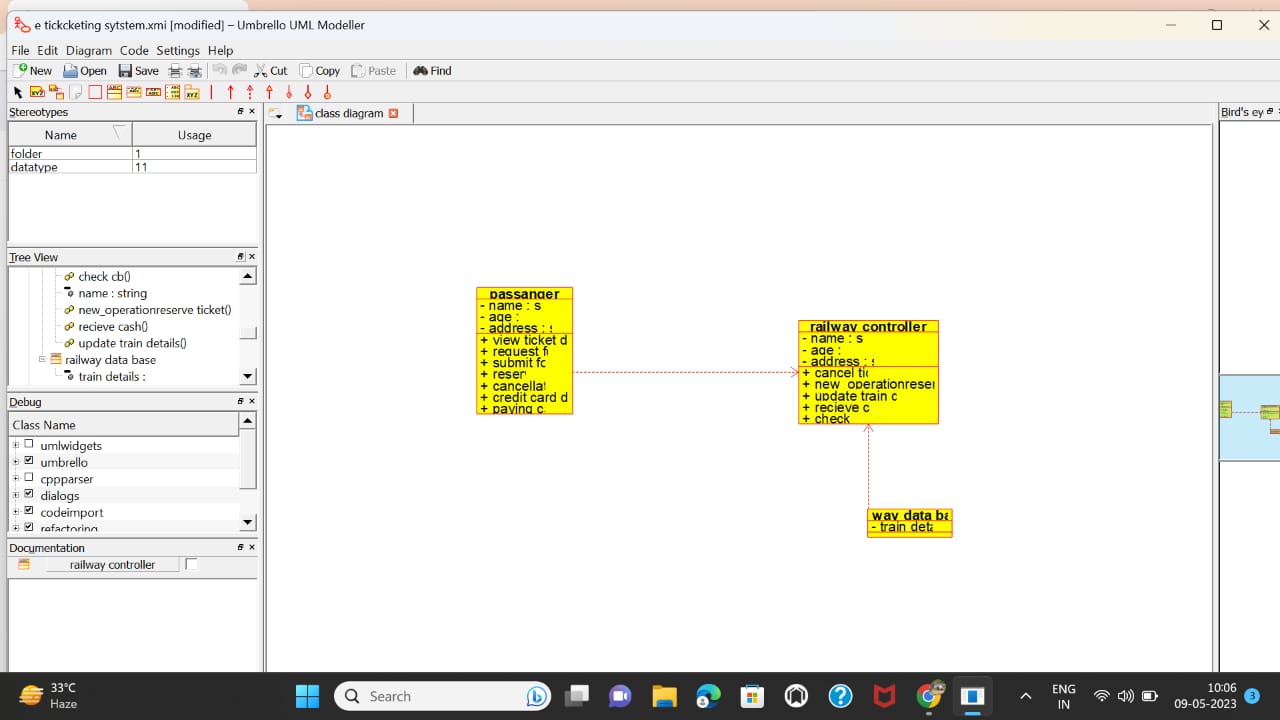 e tickcketing sytstem.xmi [modified] – Umbrello UML Modeller
File Edit Diagram Code Settings Help
New Open Save Cut Copy Paste Find
Stereotypes
Name Usage
folder 1
datatype 11
Tree View
check cb()
name : string
new_operationreserve ticket()
recieve cash()
update train details()
railway data base
train details :
Debug
Class Name
umlwidgets
umbrello
cppparser
dialogs
codeimport
refactoring
Documentation
railway controller
class diagram
Bird's ey
passanger
- name : s
- age :
- address : s
+ view ticket d
+ request fo
+ submit fo
+ reser
+ cancellat
+ credit card d
+ paying c
railway controller
- name : s
- age :
- address : s
+ cancel tic
+ new_operationreser
+ update train d
+ recieve c
+ check
way data ba
- train deta
33°C
Haze
Search
ENG
IN
10:06
09-05-2023
3